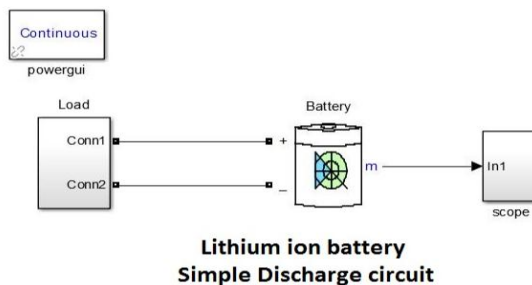 Continuous
powergui
Load
Conn1
Conn2
Battery
+
_
m
In1
scope
Lithium ion battery
Simple Discharge circuit